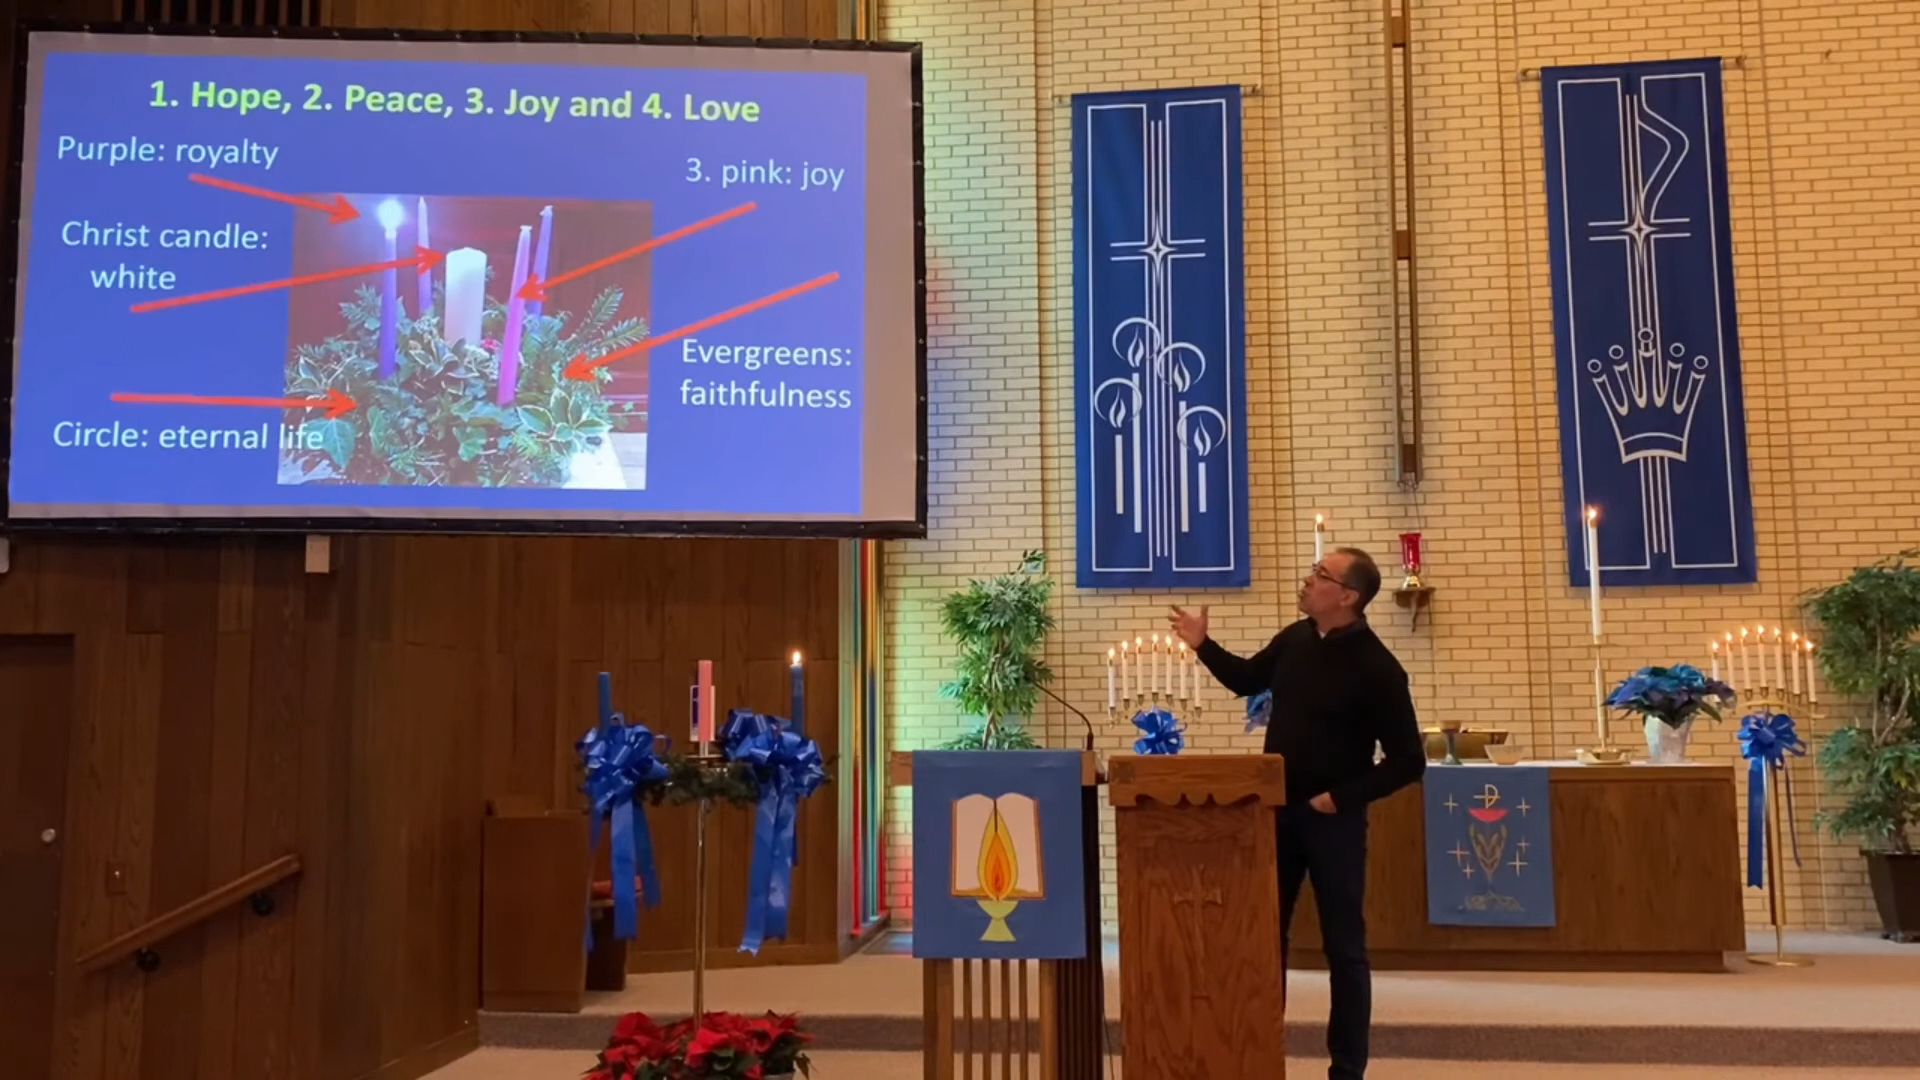 1. Hope, 2. Peace, 3. Joy and 4. Love
Purple: royalty
3. pink: joy
Christ candle:
white
Evergreens:
faithfulness
Circle: eternal life